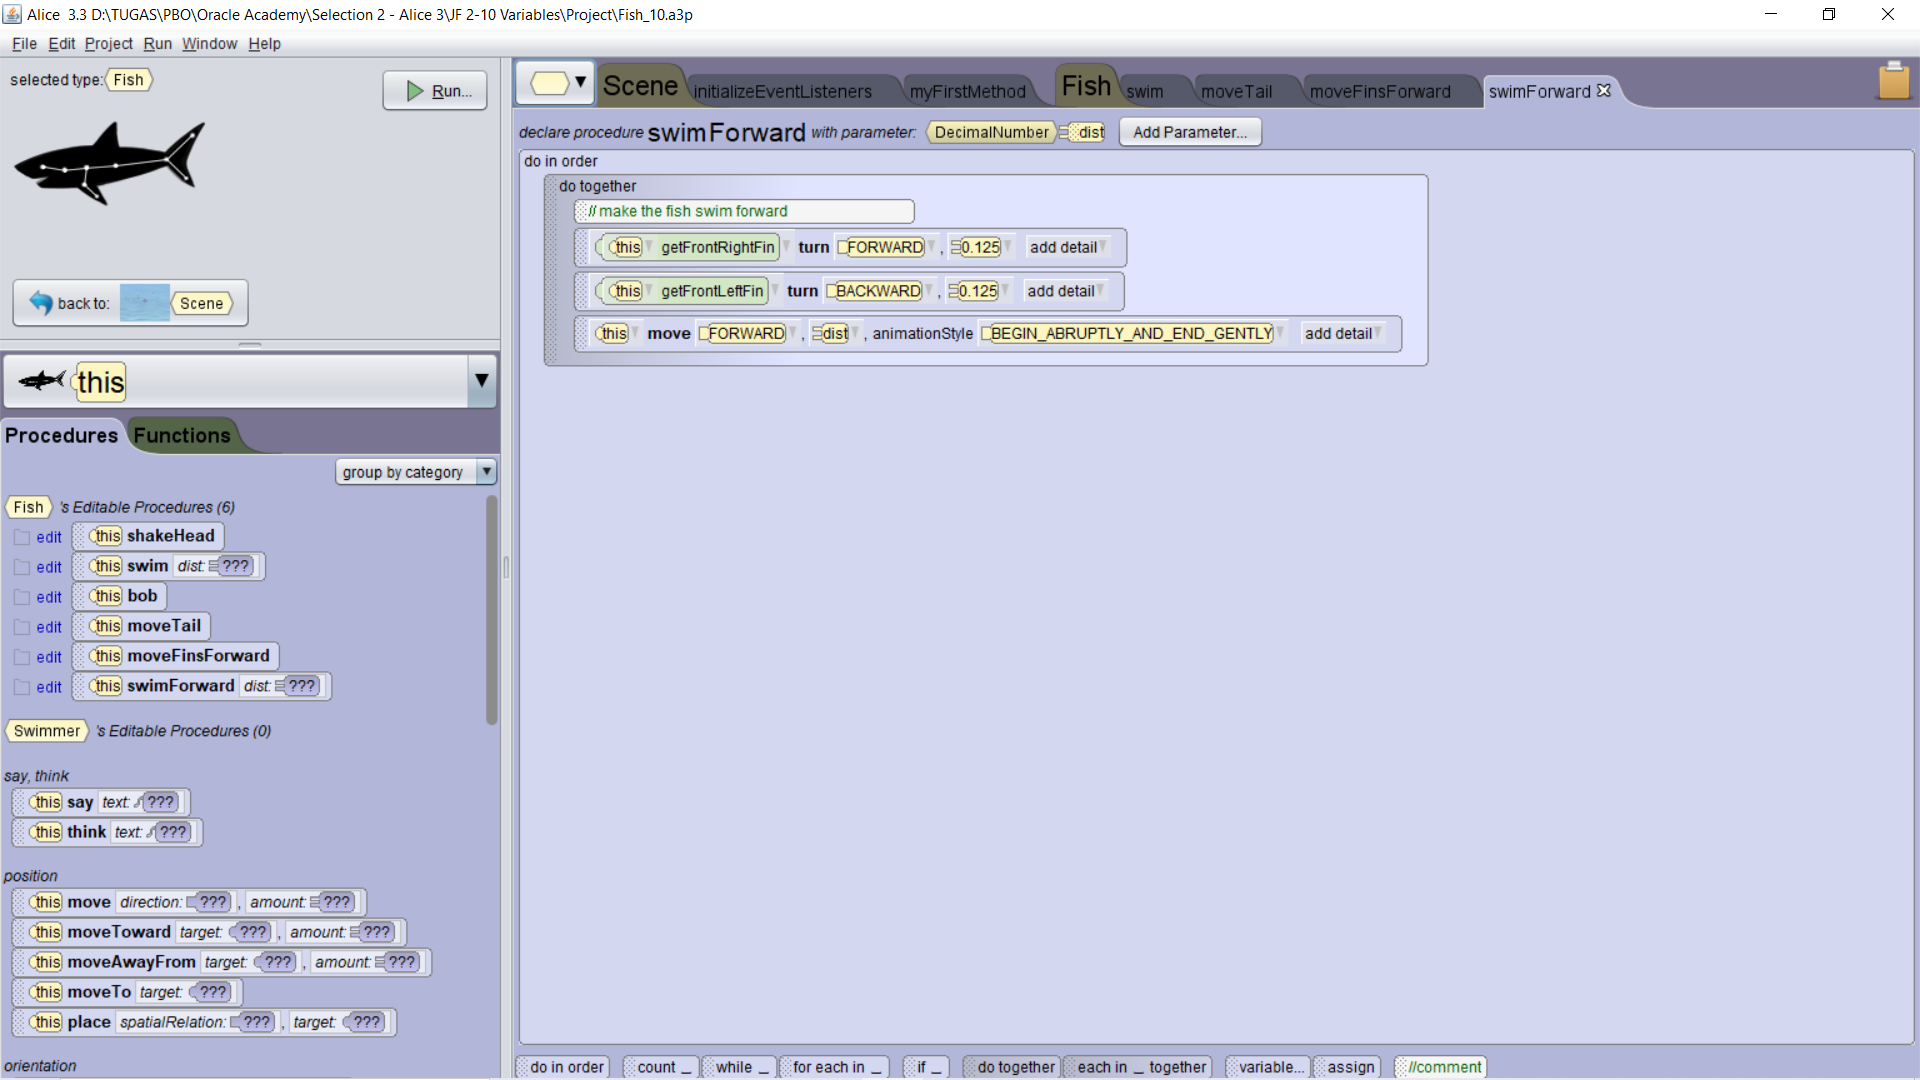 Alice 3.3 D:\TUGAS\PBO\Oracle Academy\Selection 2 - Alice 3\JF 2-10 Variables\Project\Fish_10.a3p
File Edit Project Run Window Help
selected type: Fish
Run...
back to: Scene
this
Procedures Functions
group by category
Fish 's Editable Procedures (6)
edit this shakeHead
edit this swim dist: ???
edit this bob
edit this moveTail
edit this moveFinsForward
edit this swimForward dist: ???
Swimmer 's Editable Procedures (0)
say, think
this say text: ???
this think text: ???
position
this move direction: ??? , amount: ???
this moveToward target: ??? , amount: ???
this moveAwayFrom target: ??? , amount: ???
this moveTo target: ???
this place spatialRelation: ??? , target: ???
orientation
Scene initializeEventListeners myFirstMethod Fish swim moveTail moveFinsForward swimForward
declare procedure swimForward with parameter: DecimalNumber dist Add Parameter...
do in order
do together
// make the fish swim forward
this getFrontRightFin turn FORWARD , 0.125 add detail
this getFrontLeftFin turn BACKWARD , 0.125 add detail
this move FORWARD , dist , animationStyle BEGIN_ABRUPTLY_AND_END_GENTLY add detail
do in order count _ while _ for each in _ if _ do together each in _ together variable... assign //comment